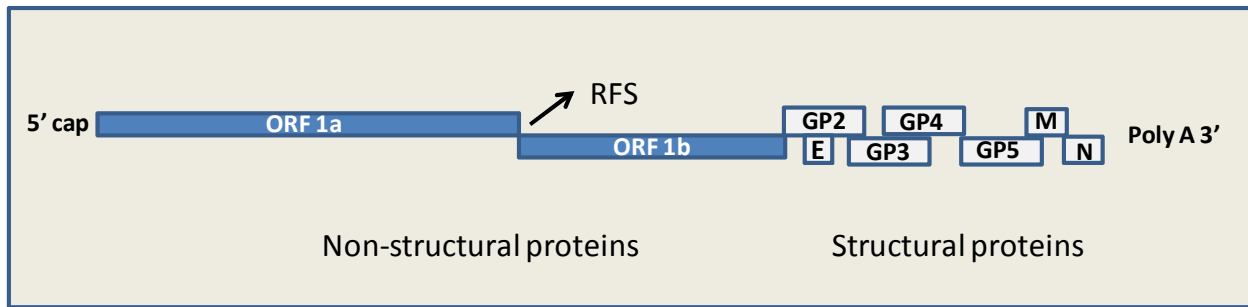 RFS
5' cap ORF 1a GP2 GP4 M Poly A 3'
ORF 1b E GP3 GP5 N
Non-structural proteins Structural proteins